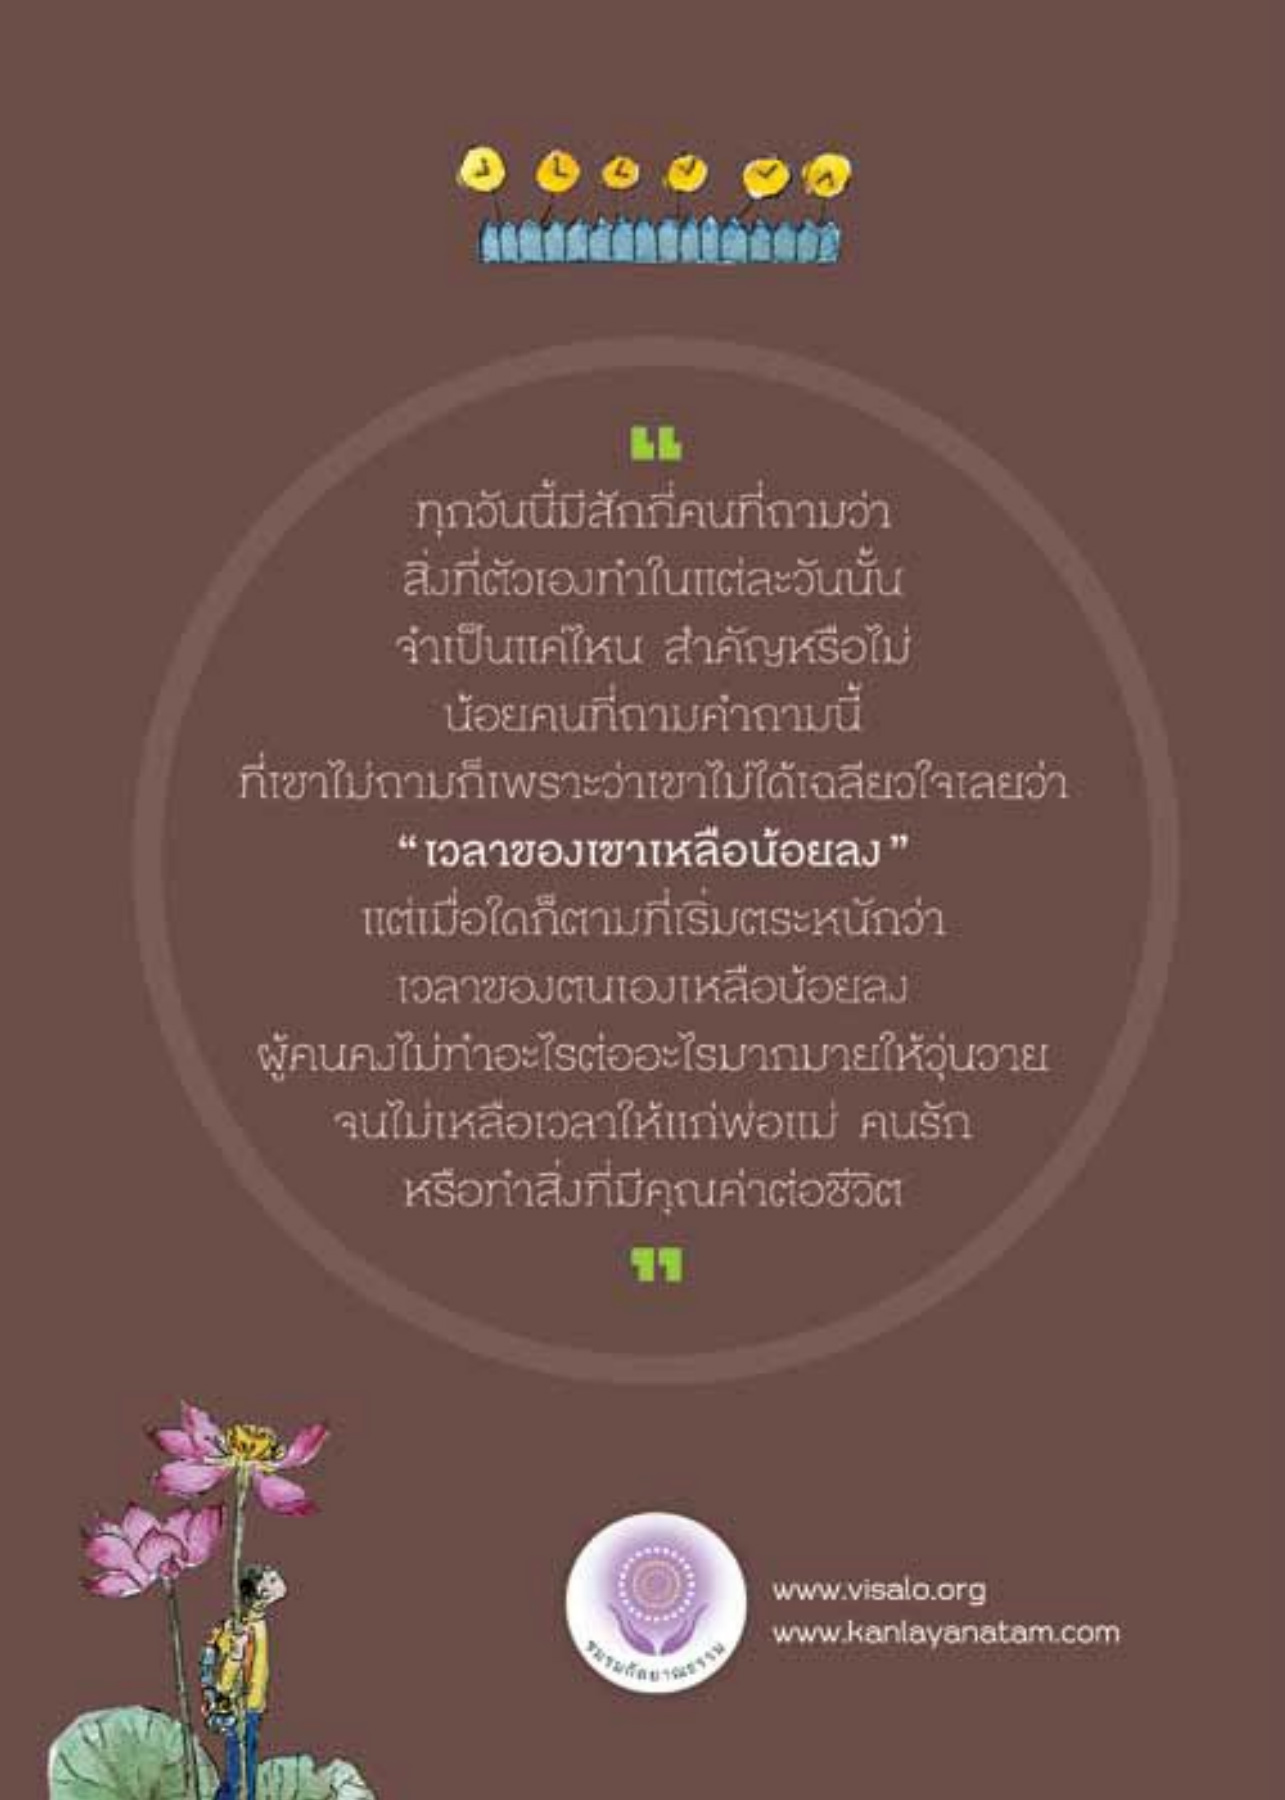 “
ทุกวันนี้มีสักกี่คนที่ถามว่า
สิ่งที่ตัวเองทำในแต่ละวันนั้น
จำเป็นแค่ไหน สำคัญหรือไม่
น้อยคนที่ถามคำถามนี้
ที่เขาไม่ถามก็เพราะว่าเขาไม่ได้เฉลียวใจเลยว่า
“เวลาของเขาเหลือน้อยลง”
แต่เมื่อใดก็ตามที่เริ่มตระหนักว่า
เวลาของตนเองเหลือน้อยลง
ผู้คนคงไม่ทำอะไรต่ออะไรมากมายให้วุ่นวาย
จนไม่เหลือเวลาให้แก่พ่อแม่ คนรัก
หรือทำสิ่งที่มีคุณค่าต่อชีวิต
”
ชมรมกัลยาณธรรม
www.visalo.org
www.kanlayanatam.com